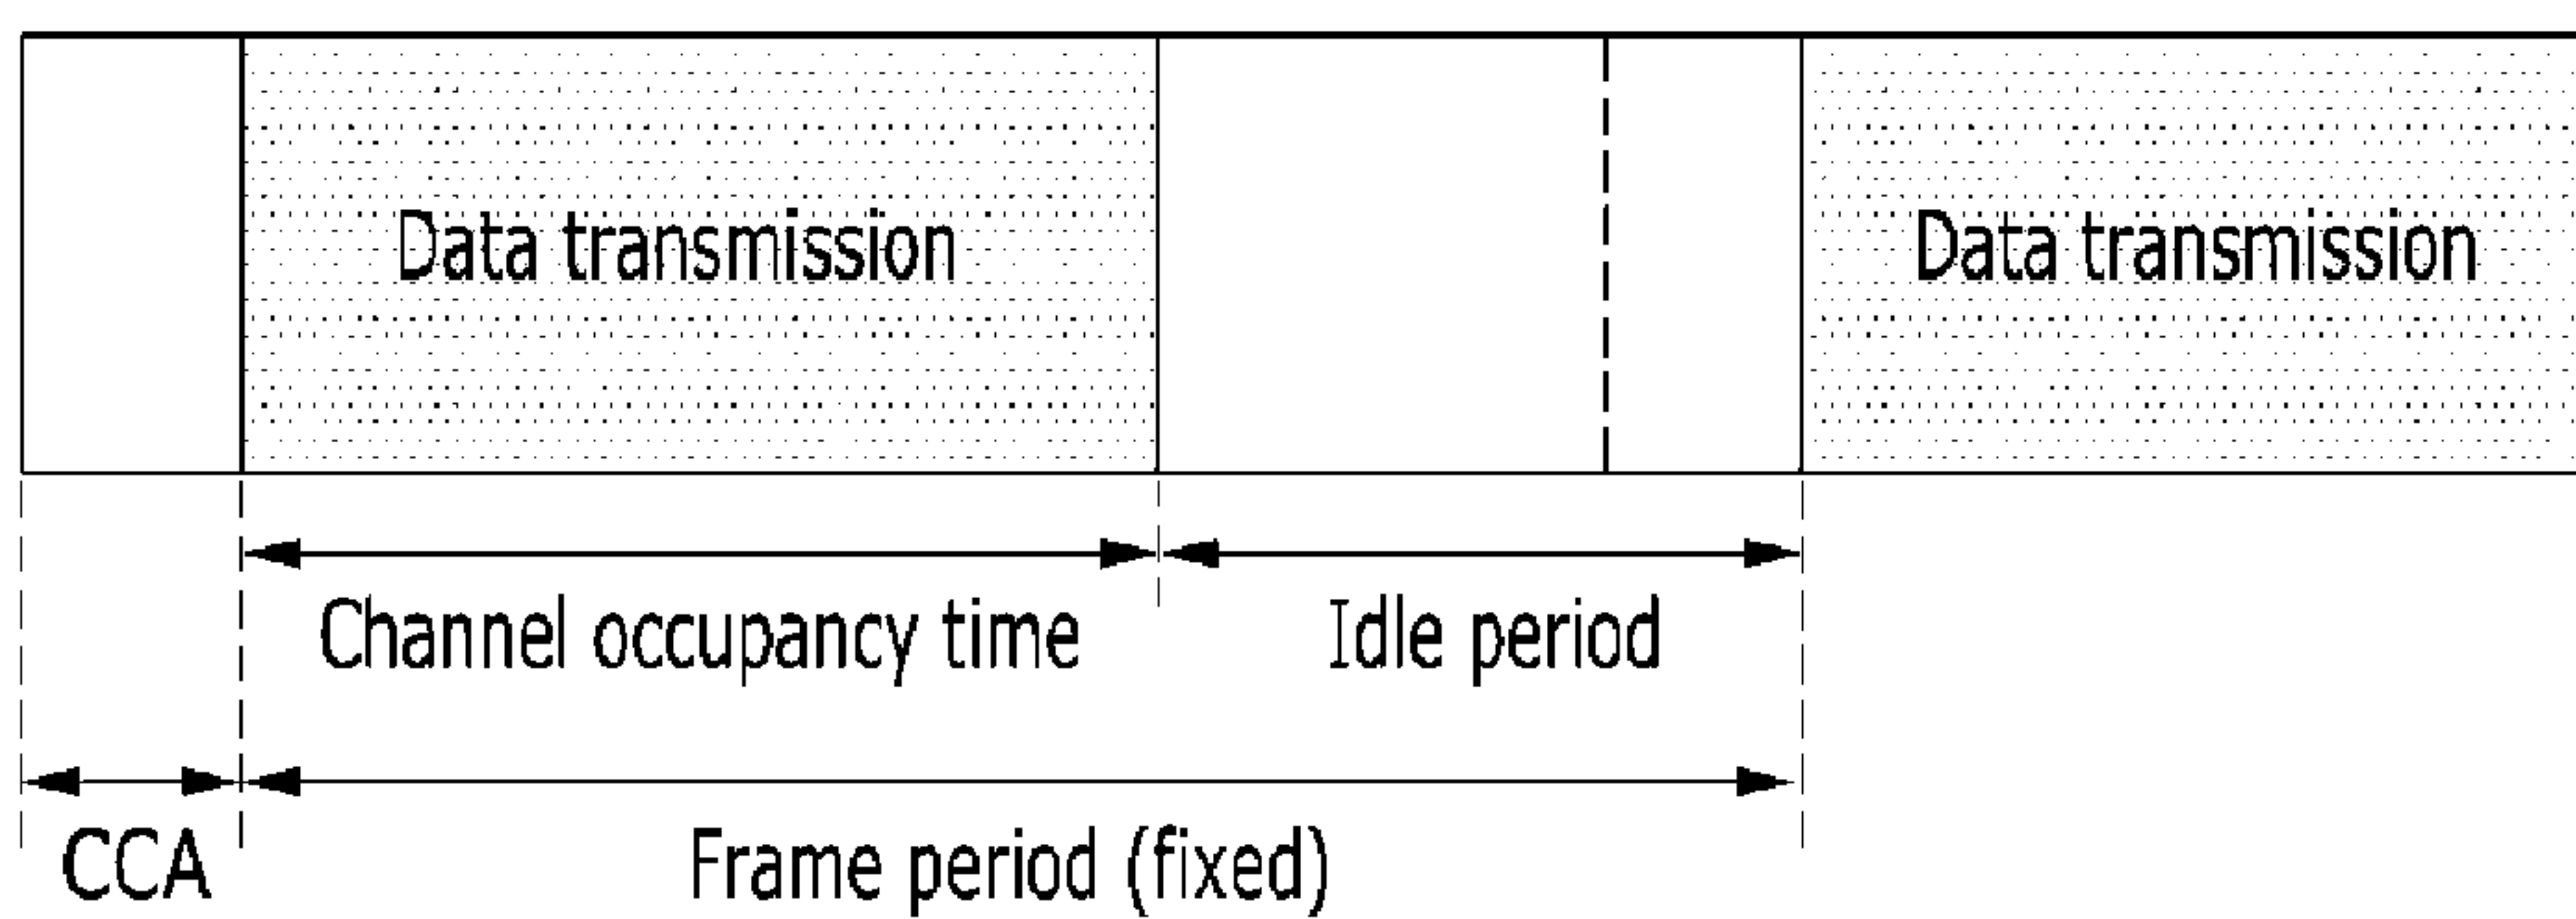 Data transmission
Data transmission
Channel occupancy time
Idle period
CCA
Frame period (fixed)